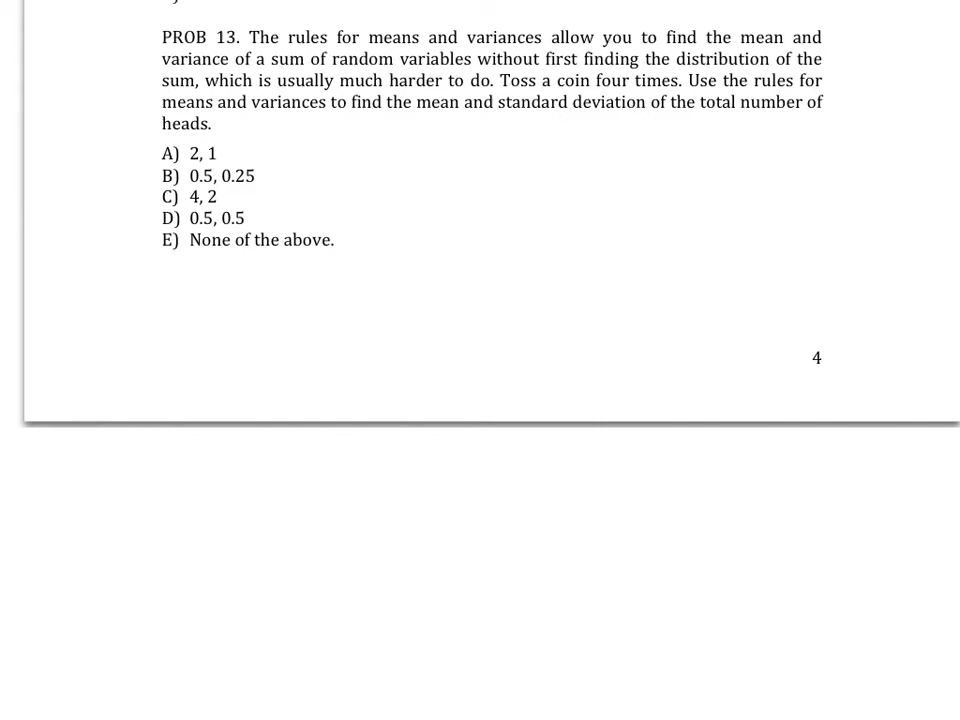 PROB 13. The rules for means and variances allow you to find the mean and
variance of a sum of random variables without first finding the distribution of the
sum, which is usually much harder to do. Toss a coin four times. Use the rules for
means and variances to find the mean and standard deviation of the total number of
heads.
A) 2, 1
B) 0.5, 0.25
C) 4, 2
D) 0.5, 0.5
E) None of the above.
4